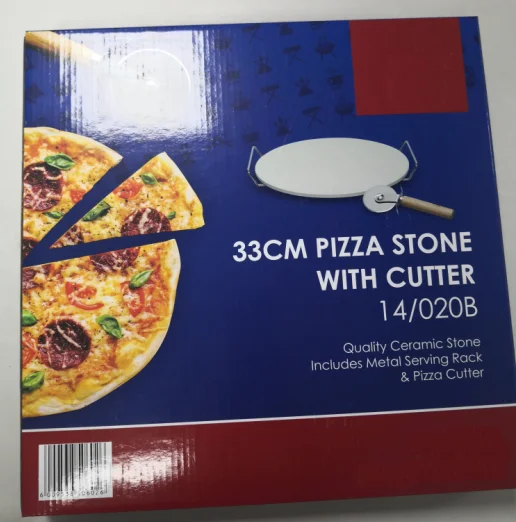 33CM PIZZA STONE
WITH CUTTER
14/020B
Quality Ceramic Stone
Includes Metal Serving Rack
& Pizza Cutter